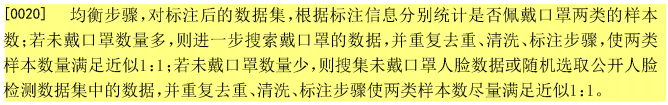 [0020] 均衡步骤,对标注后的数据集,根据标注信息分别统计是否佩戴口罩两类的样本
数;若未戴口罩数量多,则进一步搜索戴口罩的数据,并重复去重、清洗、标注步骤,使两类
样本数量满足近似1:1;若未戴口罩数量少,则搜集未戴口罩人脸数据或随机选取公开人脸
检测数据集中的数据,并重复去重、清洗、标注步骤使两类样本数尽量满足近似1:1。